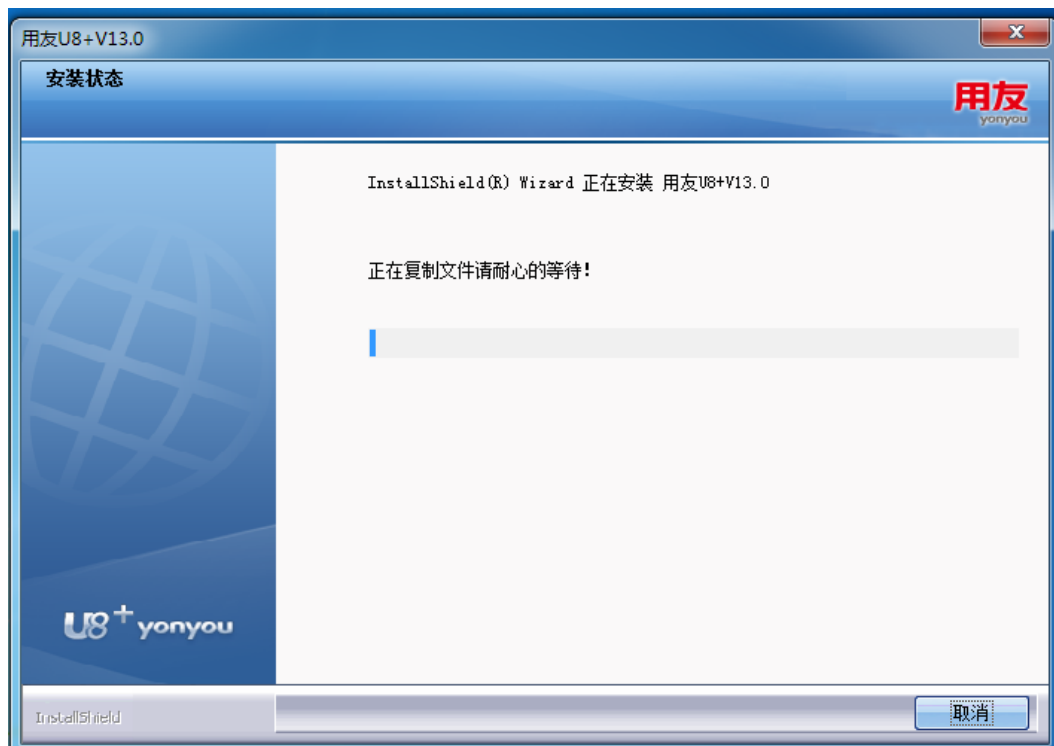 用友U8+V13.0
安装状态
用友
yonyou
InstallShield(R) Wizard 正在安装 用友U8+V13.0
正在复制文件请耐心的等待!
U8+ yonyou
InstallShield
取消